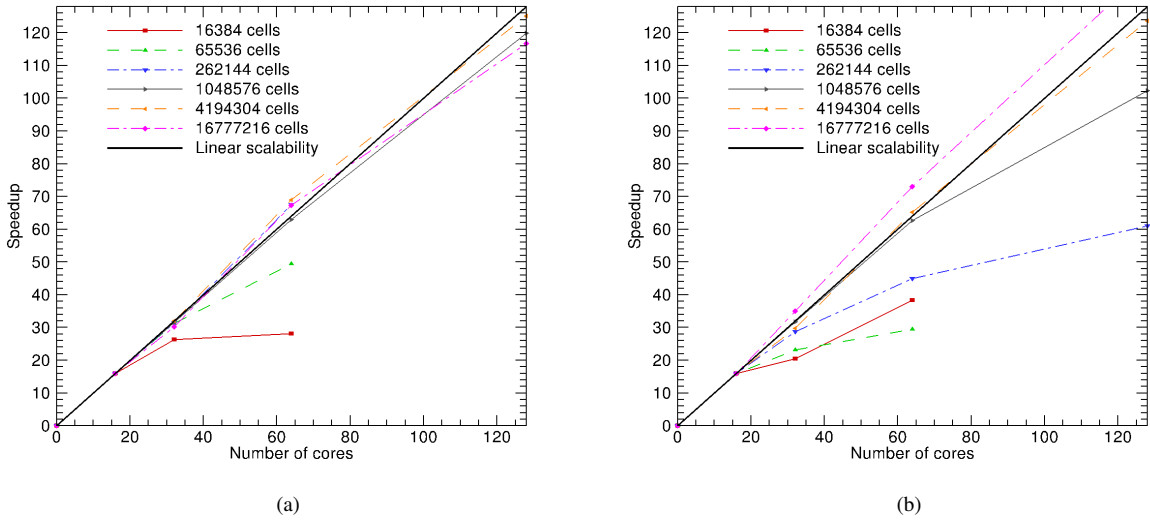 16384 cells
65536 cells
262144 cells
1048576 cells
4194304 cells
16777216 cells
Linear scalability
Speedup
120
110
100
90
80
70
60
50
40
30
20
10
0
0
20
40
60
80
100
120
Number of cores
(a)
16384 cells
65536 cells
262144 cells
1048576 cells
4194304 cells
16777216 cells
Linear scalability
Speedup
120
110
100
90
80
70
60
50
40
30
20
10
0
0
20
40
60
80
100
120
Number of cores
(b)